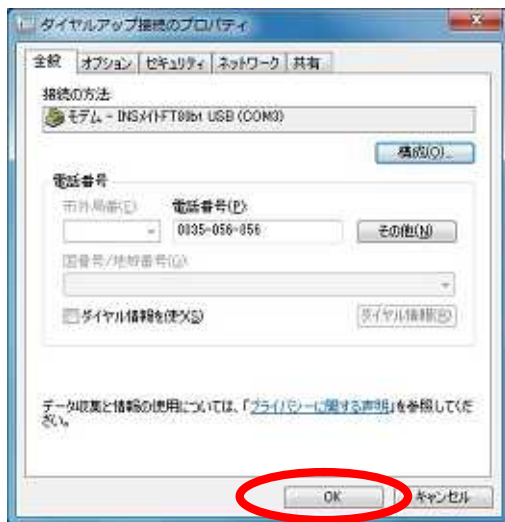 ダイヤルアップ接続のプロパティ
全般 オプション セキュリティ ネットワーク 共有
接続の方法
モデム - INSメイトFT80bt USB (COM3)
構成(O)...
電話番号
市外局番(E) 電話番号(P)
0035-056-056 その他(N)
国番号/地域番号(G)
ダイヤル情報を使う(S) ダイヤル情報(R)
データ収集と情報の使用については、「プライバシーに関する声明」を参照してくだ
さい。
OK キャンセル